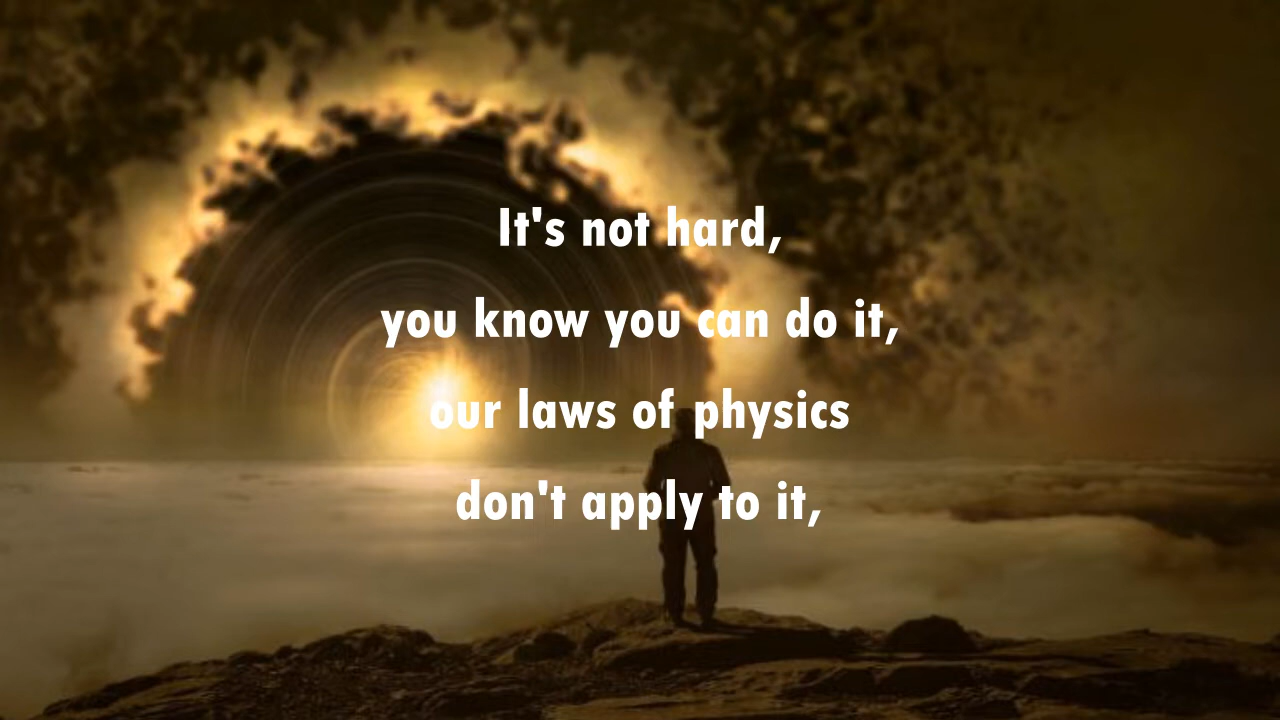 It's not hard,
you know you can do it,
our laws of physics
don't apply to it,